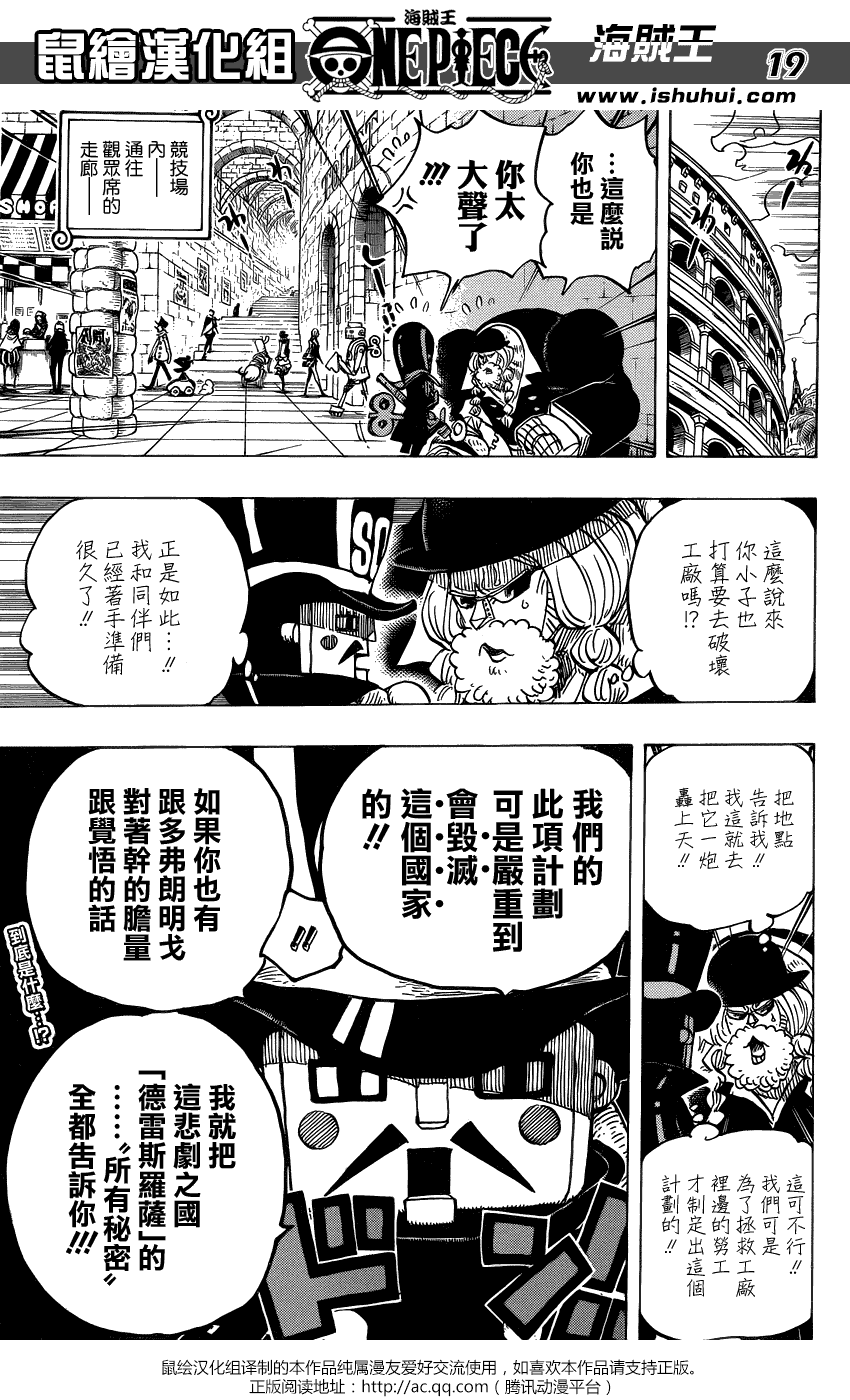 鼠繪漢化組
海賊王
ONE PIECE
海賊王
19
www.ishuhui.com
わ
わ
わ
わ
…這麼說
你也是
你太
大聲了
!!!
競技場
內——
通往
觀眾席的
走廊——
SHOP
這麼說來
你小子也
打算要去破壞
工廠嗎!?
正是如此…!!
我和同伴們
已經著手準備
很久了!!
SO
把地點
告訴我!!
我這就去
把它一炮
轟上天!!
這可不行!!
我們可是
為了拯救工廠
裡邊的勞工
才制定出這個
計劃的!!
我們的
此項計劃
可是嚴重到
會毀滅
這個國家
的!!
!!
如果你也有
跟多弗朗明戈
對著幹的膽量
跟覺悟的話
到底是什麼…!?
我就把
這悲劇之國
「德雷斯羅薩」的
……〝所有秘密〞
全都告訴你!!!
ドドン
鼠绘汉化组译制的本作品纯属漫友爱好交流使用，如喜欢本作品请支持正版。
正版阅读地址：http://ac.qq.com（腾讯动漫平台）